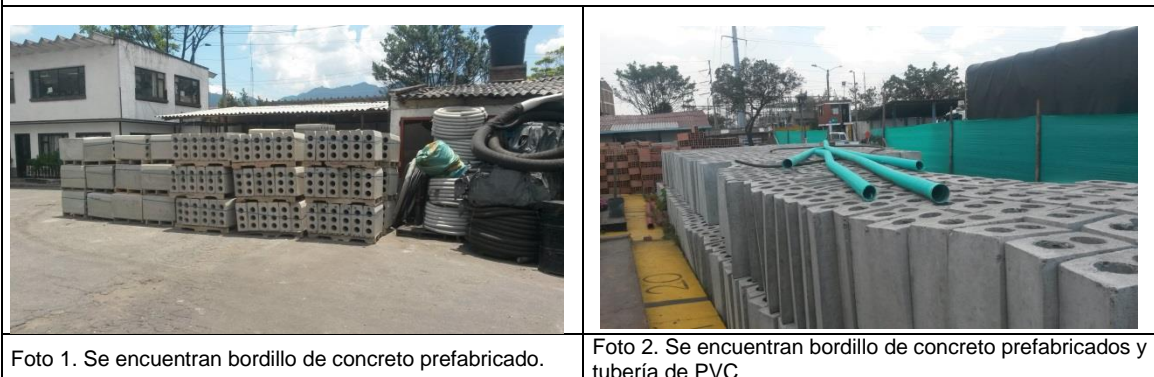 20
Foto 1. Se encuentran bordillo de concreto prefabricado.
Foto 2. Se encuentran bordillo de concreto prefabricados y
tubería de PVC